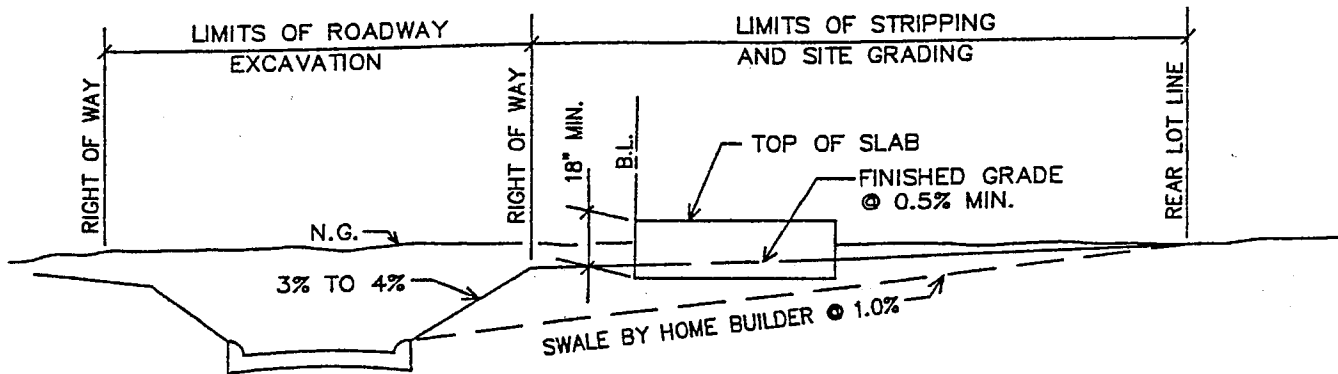 LIMITS OF ROADWAY
EXCAVATION
LIMITS OF STRIPPING
AND SITE GRADING
RIGHT OF WAY
RIGHT OF WAY
18" MIN.
B.L.
REAR LOT LINE
TOP OF SLAB
FINISHED GRADE
@ 0.5% MIN.
N.G.
3% TO 4%
SWALE BY HOME BUILDER @ 1.0%